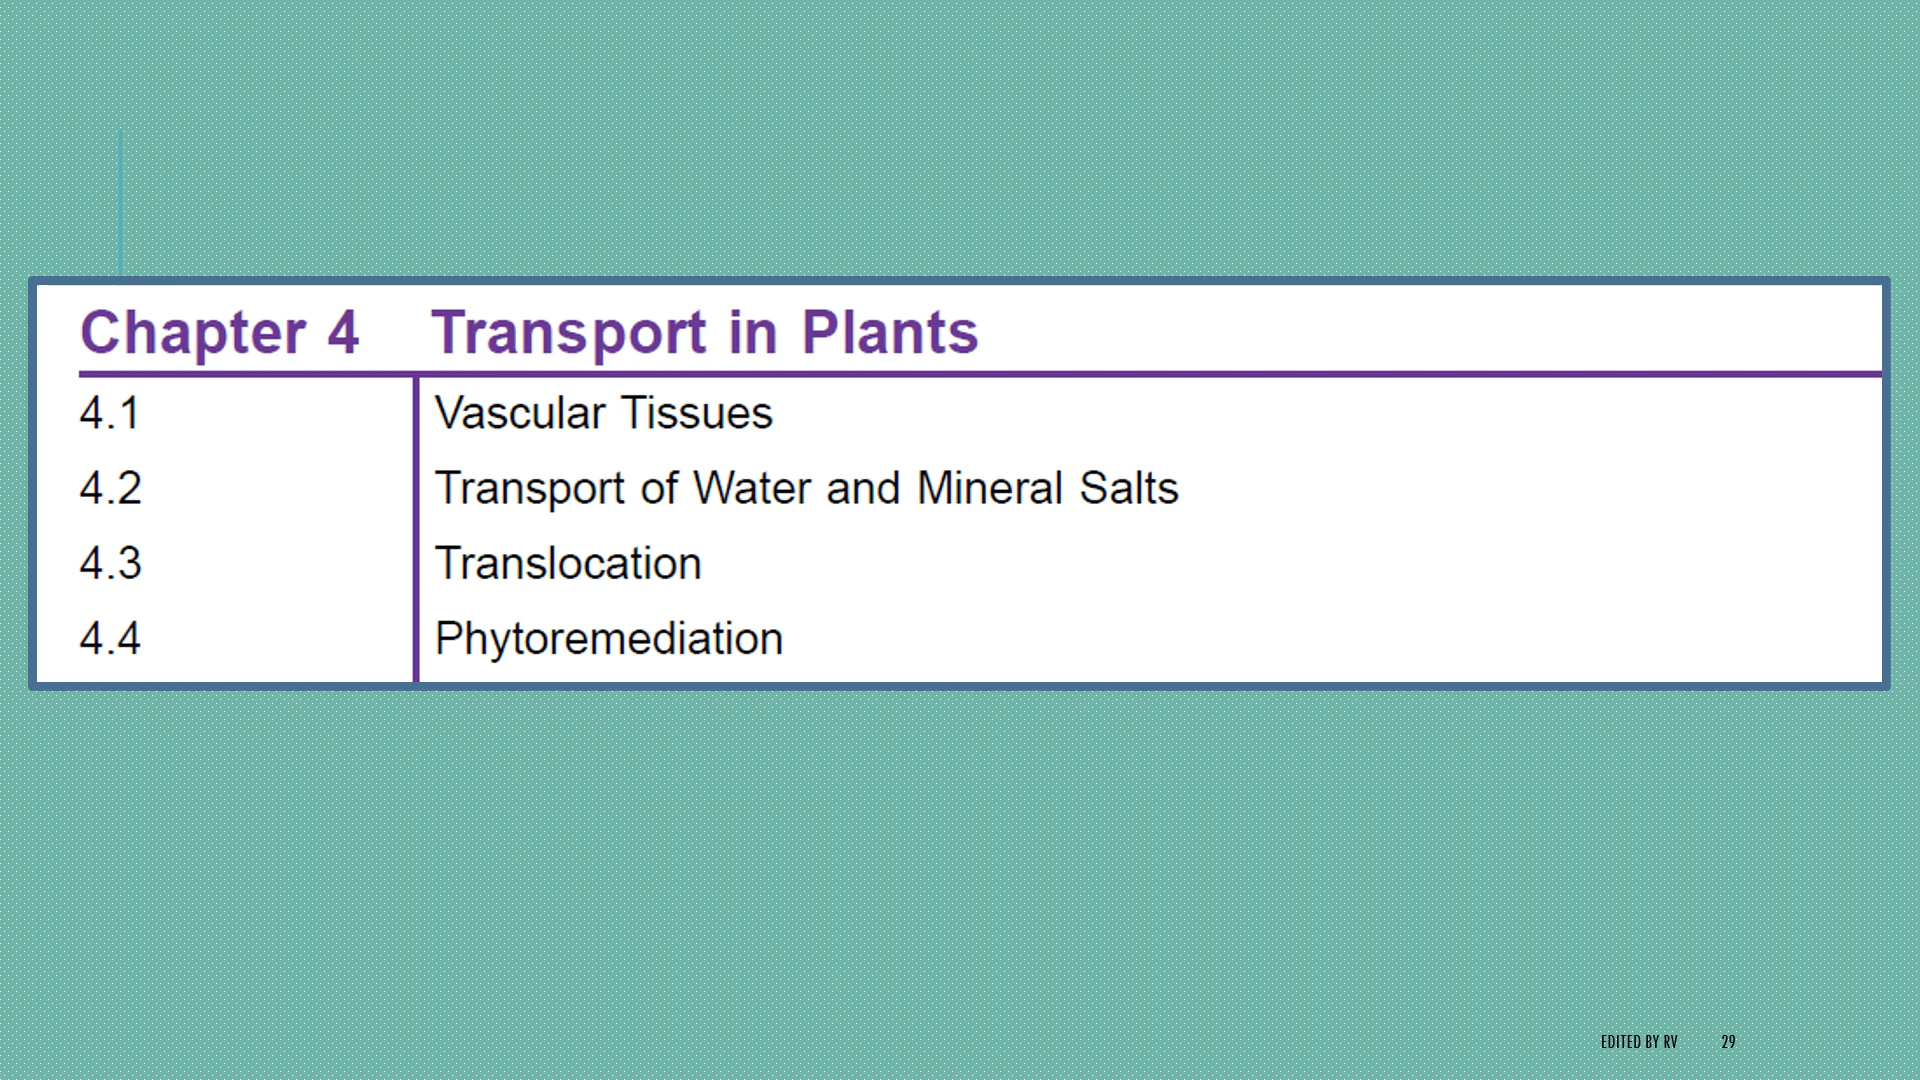 Chapter 4 Transport in Plants
4.1 Vascular Tissues
4.2 Transport of Water and Mineral Salts
4.3 Translocation
4.4 Phytoremediation
EDITED BY RV 29